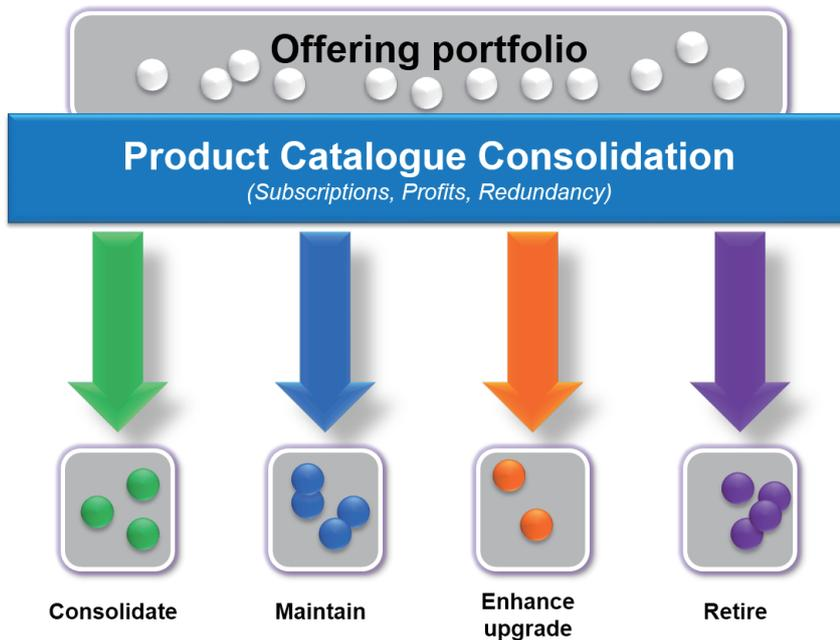 Offering portfolio
Product Catalogue Consolidation
(Subscriptions, Profits, Redundancy)
Consolidate
Maintain
Enhance
upgrade
Retire